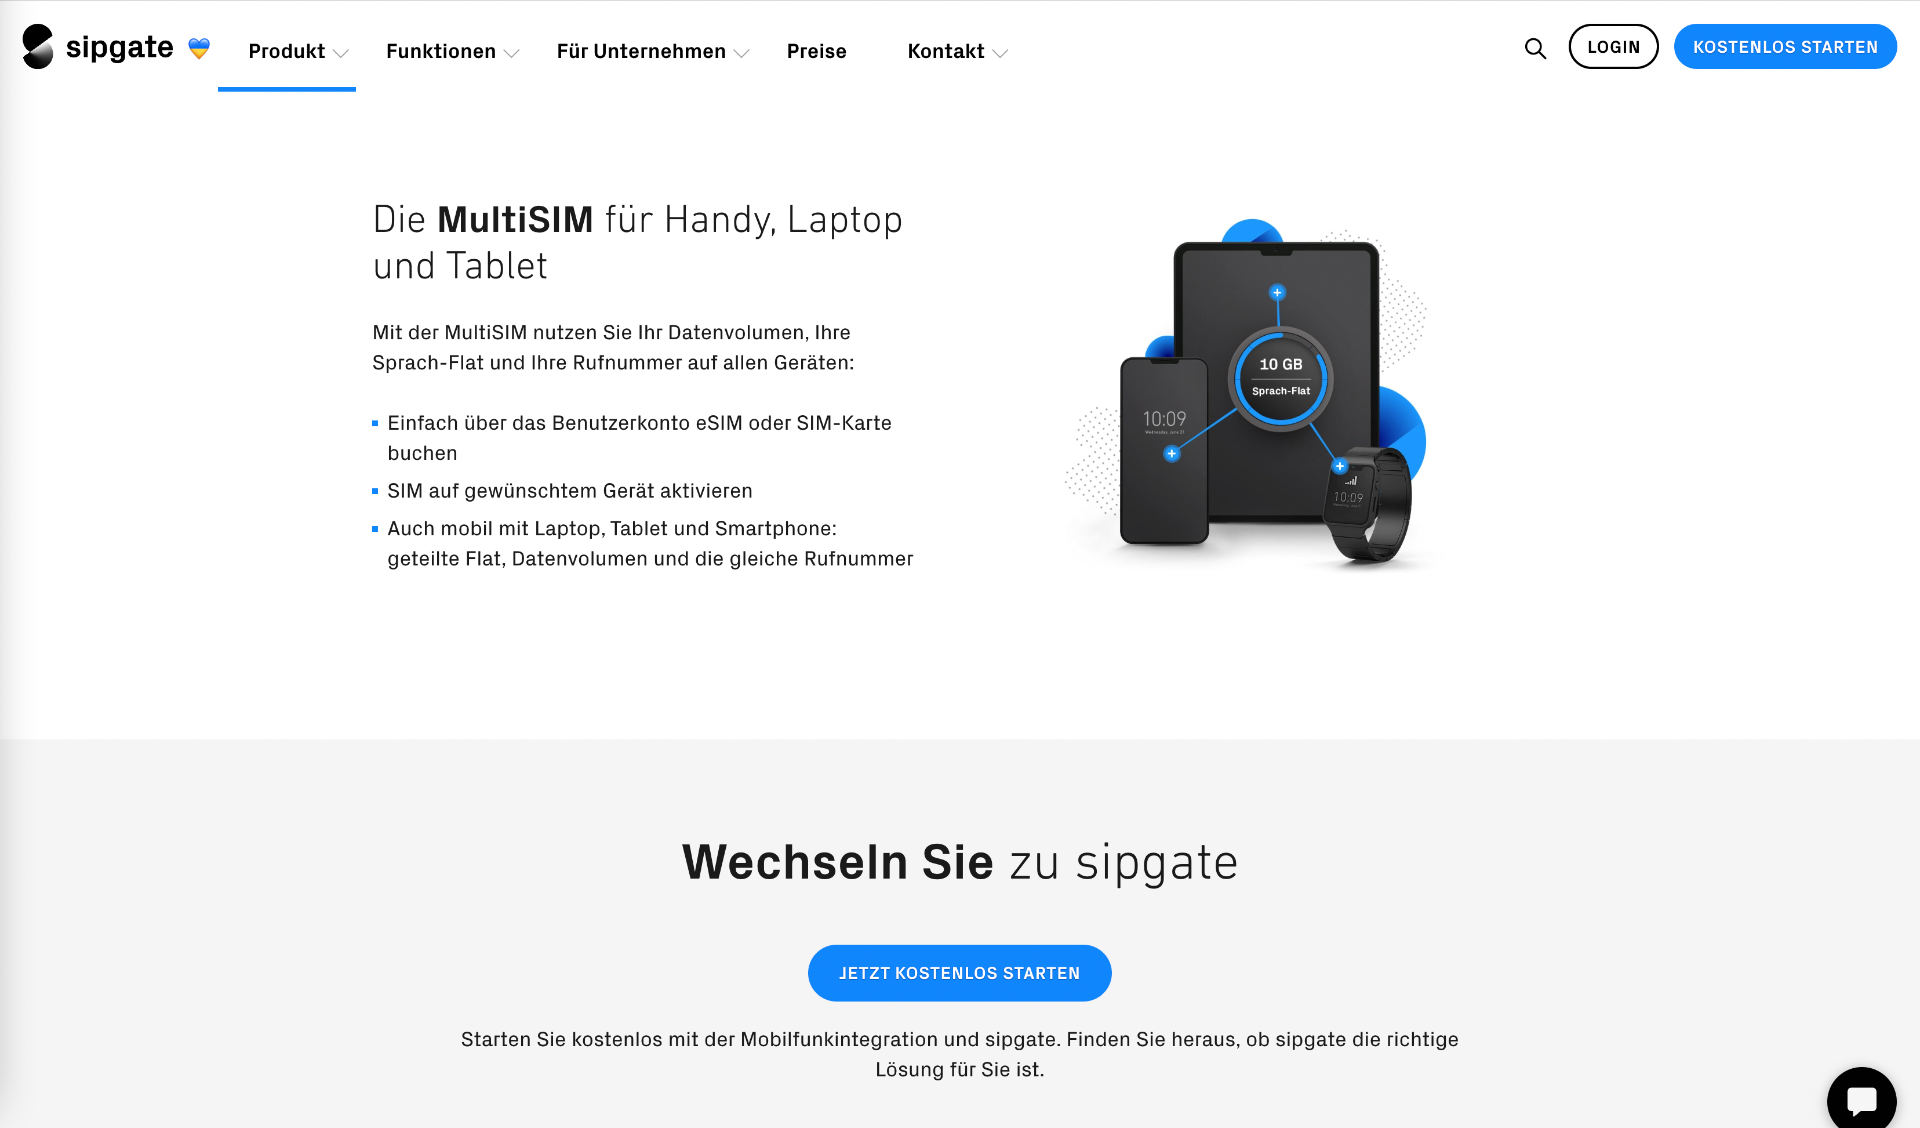 sipgate
Produkt
Funktionen
Für Unternehmen
Preise
Kontakt
LOGIN
KOSTENLOS STARTEN
Die MultiSIM für Handy, Laptop
und Tablet
Mit der MultiSIM nutzen Sie Ihr Datenvolumen, Ihre
Sprach-Flat und Ihre Rufnummer auf allen Geräten:
Einfach über das Benutzerkonto eSIM oder SIM-Karte
buchen
SIM auf gewünschtem Gerät aktivieren
Auch mobil mit Laptop, Tablet und Smartphone:
geteilte Flat, Datenvolumen und die gleiche Rufnummer
10 GB
Sprach-Flat
10:09
Wednesday, June 21
10:09
Wechseln Sie zu sipgate
JETZT KOSTENLOS STARTEN
Starten Sie kostenlos mit der Mobilfunkintegration und sipgate. Finden Sie heraus, ob sipgate die richtige
Lösung für Sie ist.